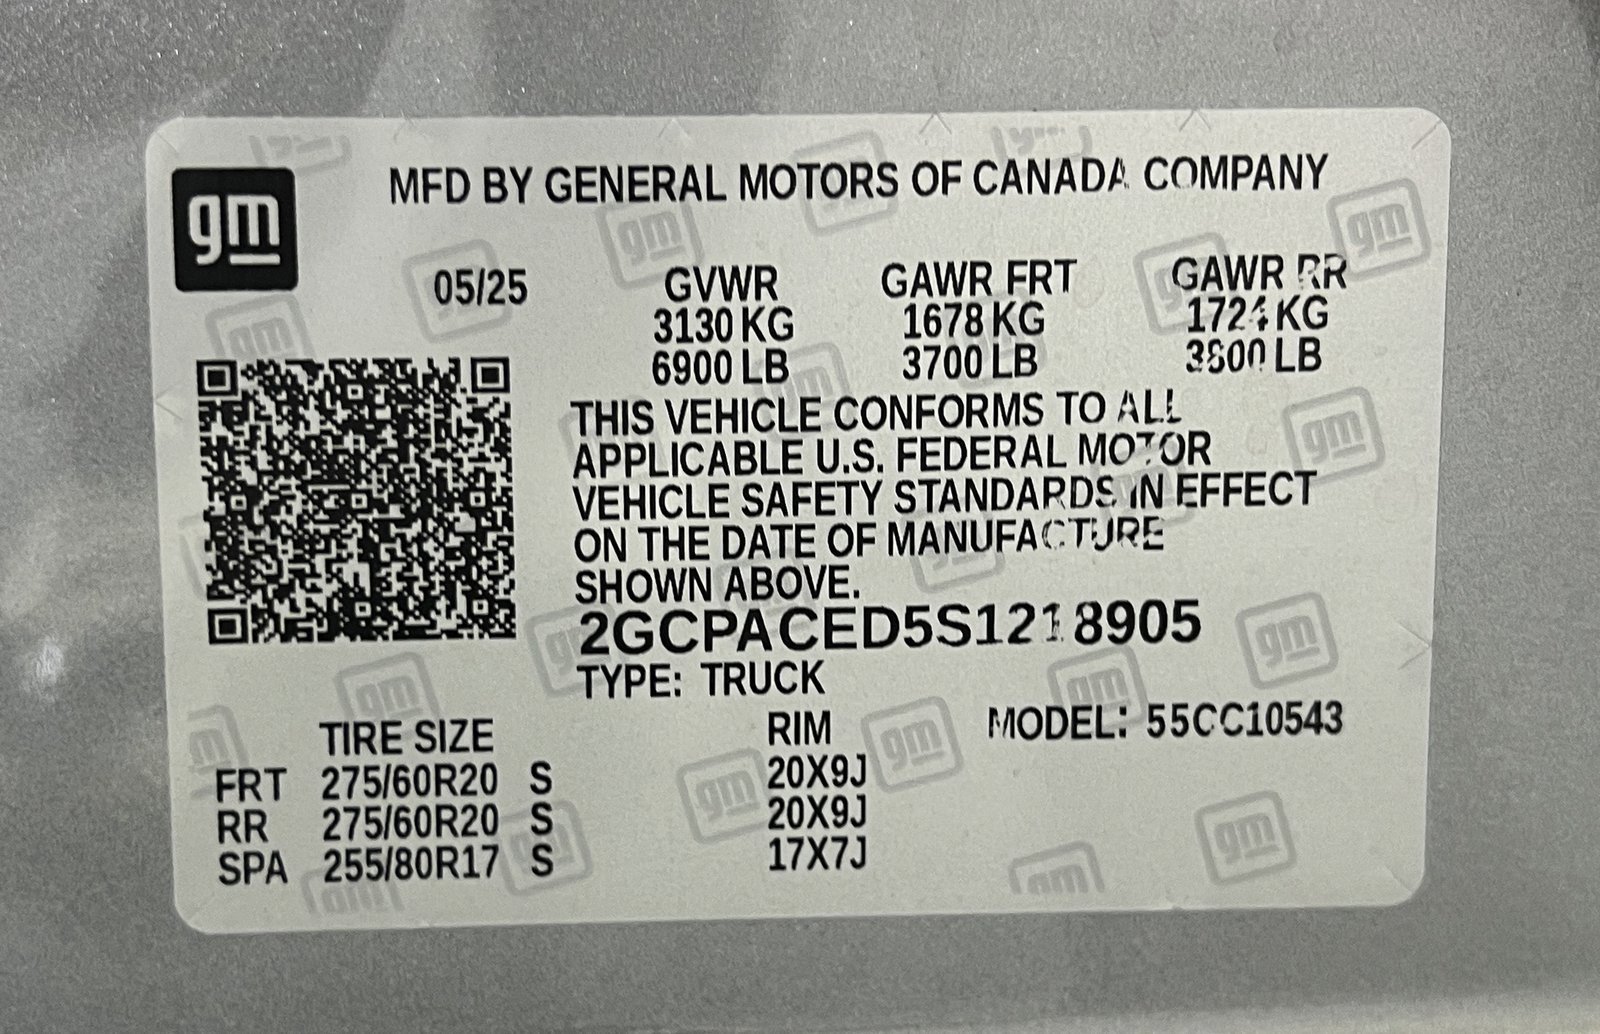 gm
MFD BY GENERAL MOTORS OF CANADA COMPANY
05/25 GVWR GAWR FRT GAWR RR
3130 KG 1678 KG 1724 KG
6900 LB 3700 LB 3800 LB
THIS VEHICLE CONFORMS TO ALL
APPLICABLE U.S. FEDERAL MOTOR
VEHICLE SAFETY STANDARDS IN EFFECT
ON THE DATE OF MANUFACTURE
SHOWN ABOVE.
2GCPACED5S1218905
TYPE: TRUCK
TIRE SIZE RIM MODEL: 55CC10543
FRT 275/60R20 S 20X9J
RR 275/60R20 S 20X9J
SPA 255/80R17 S 17X7J